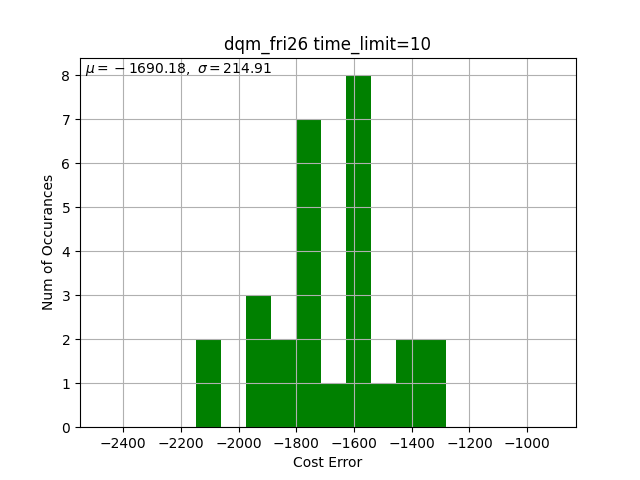 dqm_fri26 time_limit=10
μ = −1690.18, σ = 214.91
8
7
6
5
4
3
2
1
0
Num of Occurances
−2400 −2200 −2000 −1800 −1600 −1400 −1200 −1000
Cost Error